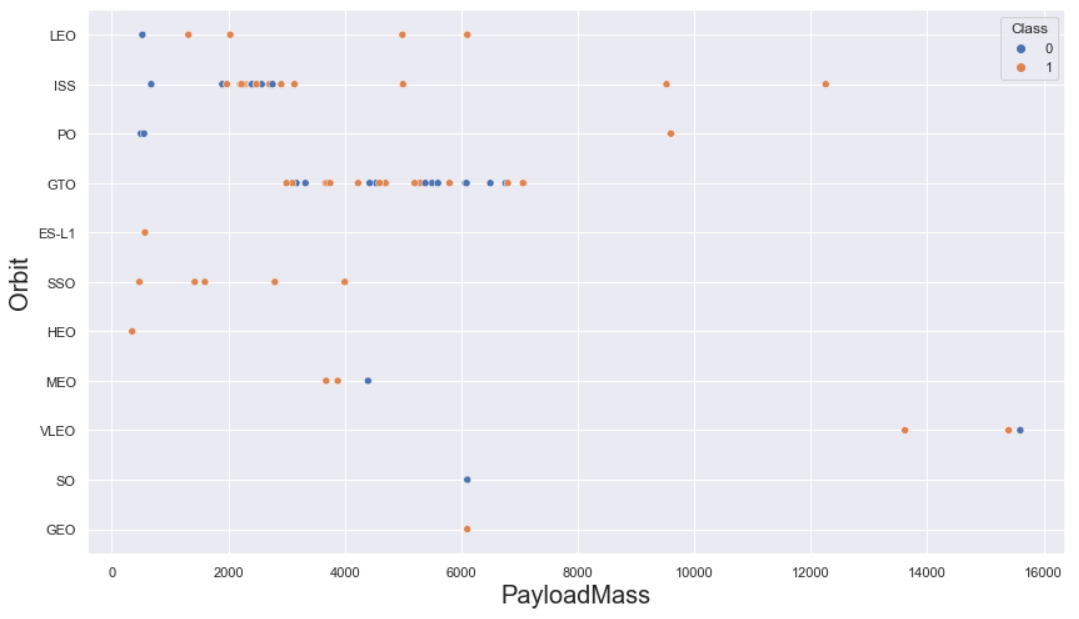 Class
0
1
LEO
ISS
PO
GTO
ES-L1
SSO
HEO
MEO
VLEO
SO
GEO
Orbit
0 2000 4000 6000 8000 10000 12000 14000 16000
PayloadMass